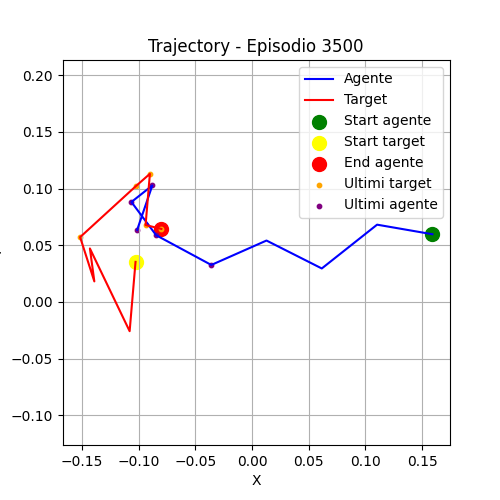 Trajectory - Episodio 3500
Agente
Target
Start agente
Start target
End agente
Ultimi target
Ultimi agente
0.20
0.15
0.10
0.05
0.00
−0.05
−0.10
−0.15
−0.10
−0.05
0.00
0.05
0.10
0.15
X